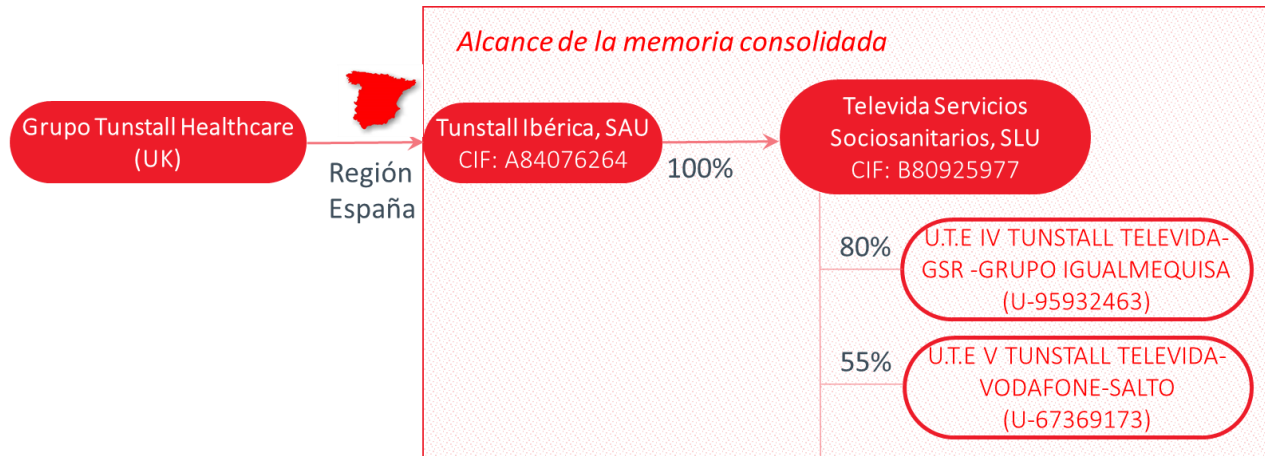 Alcance de la memoria consolidada
Grupo Tunstall Healthcare
(UK)
Región
España
Tunstall Ibérica, SAU
CIF: A84076264
100%
Televida Servicios
Sociosanitarios, SLU
CIF: B80925977
80%
U.T.E IV TUNSTALL TELEVIDA-
GSR -GRUPO IGUALMEQUISA
(U-95932463)
55%
U.T.E V TUNSTALL TELEVIDA-
VODAFONE-SALTO
(U-67369173)